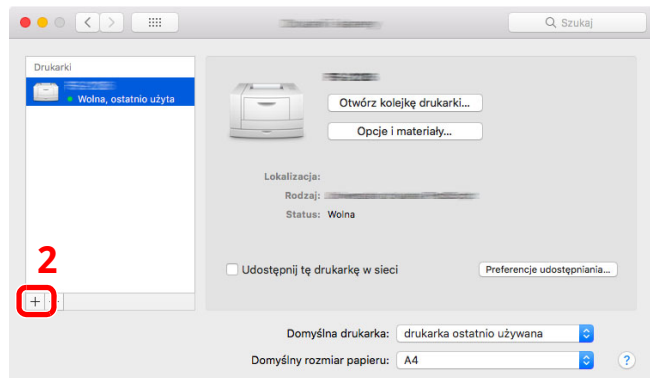 Szukaj
Drukarki
Wolna, ostatnio użyta
Otwórz kolejkę drukarki...
Opcje i materiały...
Lokalizacja:
Rodzaj:
Status: Wolna
2
Udostępnij tę drukarkę w sieci
Preferencje udostępniania...
+
Domyślna drukarka: drukarka ostatnio używana
Domyślny rozmiar papieru: A4
?